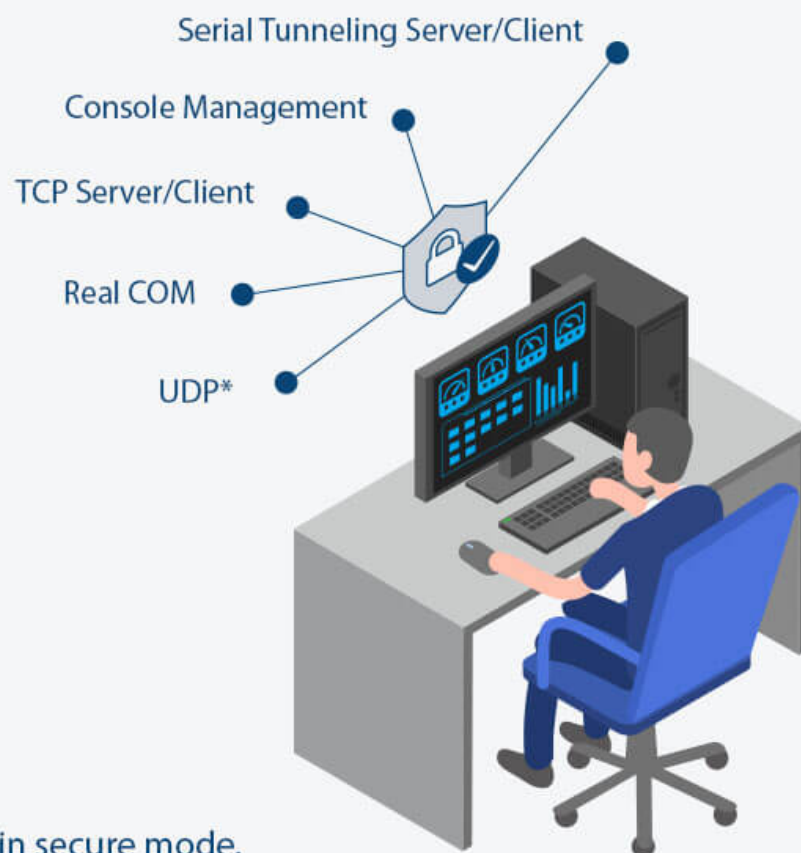 Serial Tunneling Server/Client
Console Management
TCP Server/Client
Real COM
UDP*
in secure mode.